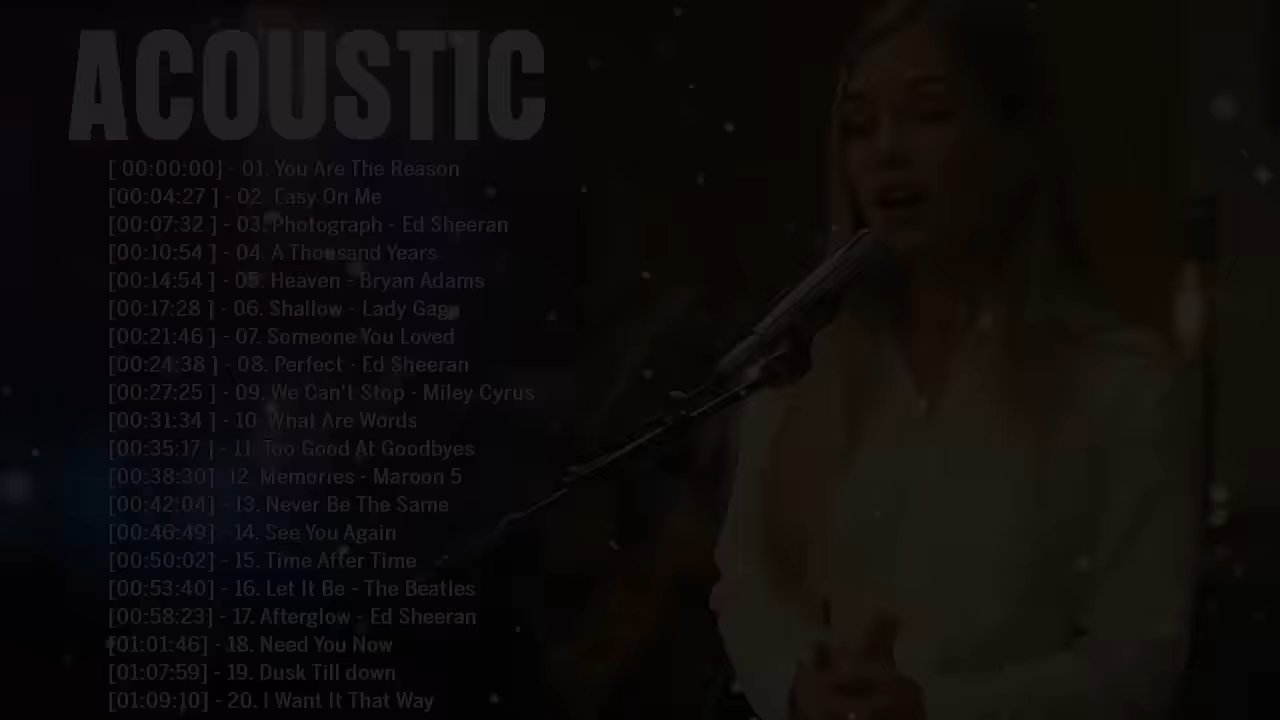 ACOUSTIC
[ 00:00:00] - 01. You Are The Reason
[00:04:27 ] - 02. Easy On Me
[00:07:32 ] - 03. Photograph - Ed Sheeran
[00:10:54 ] - 04. A Thousand Years
[00:14:54 ] - 05. Heaven - Bryan Adams
[00:17:28 ] - 06. Shallow - Lady Gaga
[00:21:46 ] - 07. Someone You Loved
[00:24:38 ] - 08. Perfect - Ed Sheeran
[00:27:25 ] - 09. We Can't Stop - Miley Cyrus
[00:31:34 ] - 10. What Are Words
[00:35:17 ] - 11. Too Good At Goodbyes
[00:38:30] - 12. Memories - Maroon 5
[00:42:04] - 13. Never Be The Same
[00:46:49] - 14. See You Again
[00:50:02] - 15. Time After Time
[00:53:40] - 16. Let It Be - The Beatles
[00:58:23] - 17. Afterglow - Ed Sheeran
[01:01:46] - 18. Need You Now
[01:07:59] - 19. Dusk Till down
[01:09:10] - 20. I Want It That Way